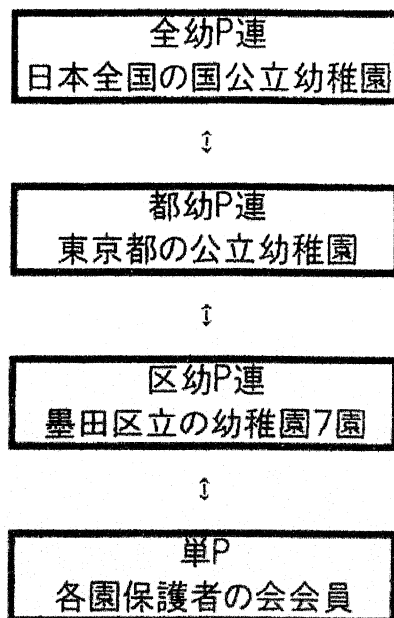 全幼P連
日本全国の国公立幼稚園
⇕
都幼P連
東京都の公立幼稚園
⇕
区幼P連
墨田区立の幼稚園7園
⇕
単P
各園保護者の会会員